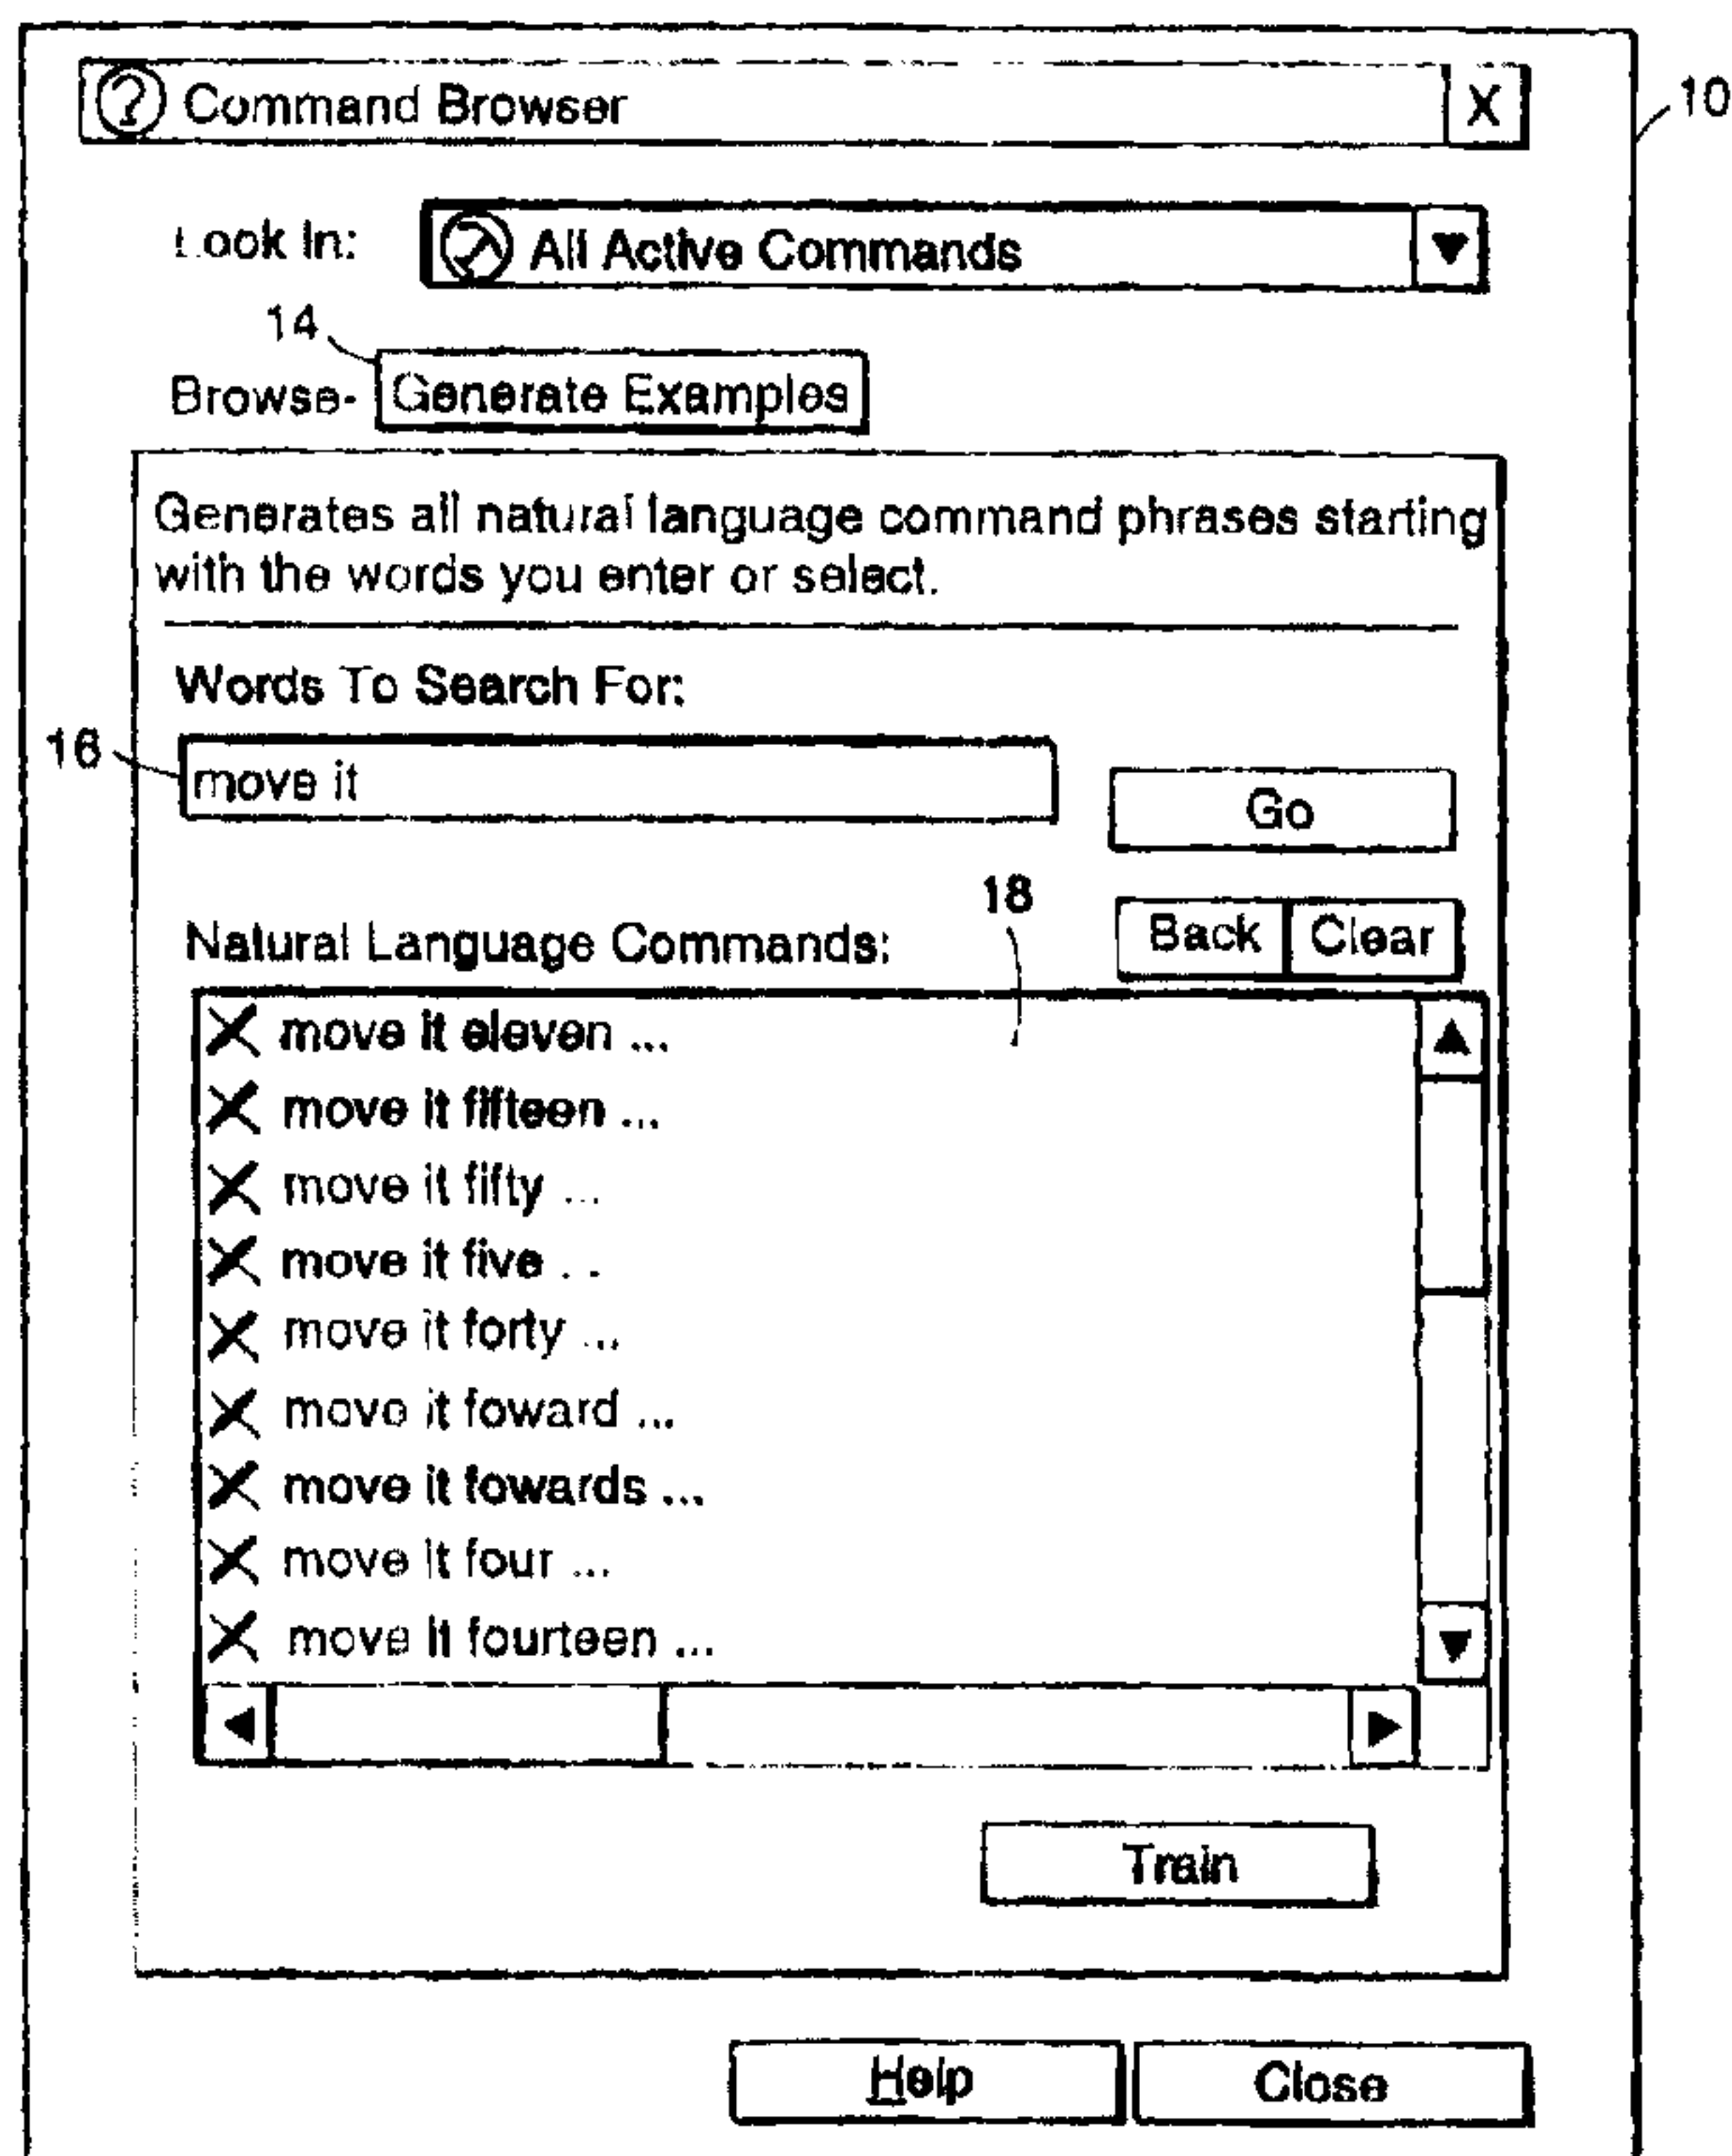 Command Browser X
10
Look In: All Active Commands
14
Browse- Generate Examples
Generates all natural language command phrases starting
with the words you enter or select.
Words To Search For:
16
move it
Go
18
Back Clear
Natural Language Commands:
move it eleven ...
move it fifteen ...
move it fifty ...
move it five . .
move it forty ...
move it foward ...
move it fowards ...
move it four ...
move it fourteen ...
Train
Help Close